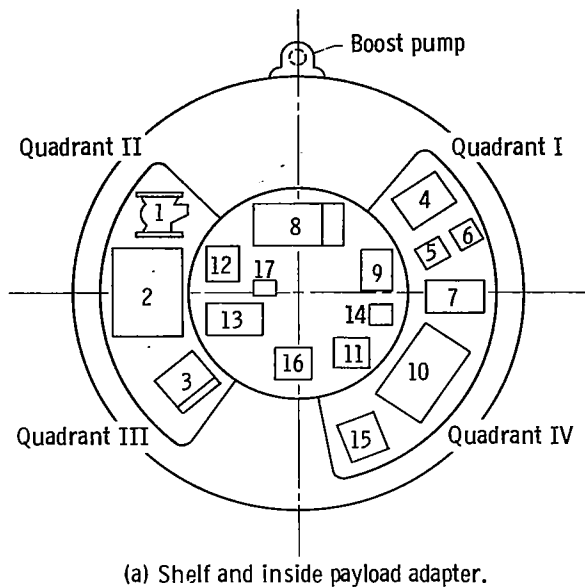 Boost pump
Quadrant II
Quadrant I
1
4
5
6
8
12
17
9
2
7
13
14
16
11
10
3
15
Quadrant III
Quadrant IV
(a) Shelf and inside payload adapter.